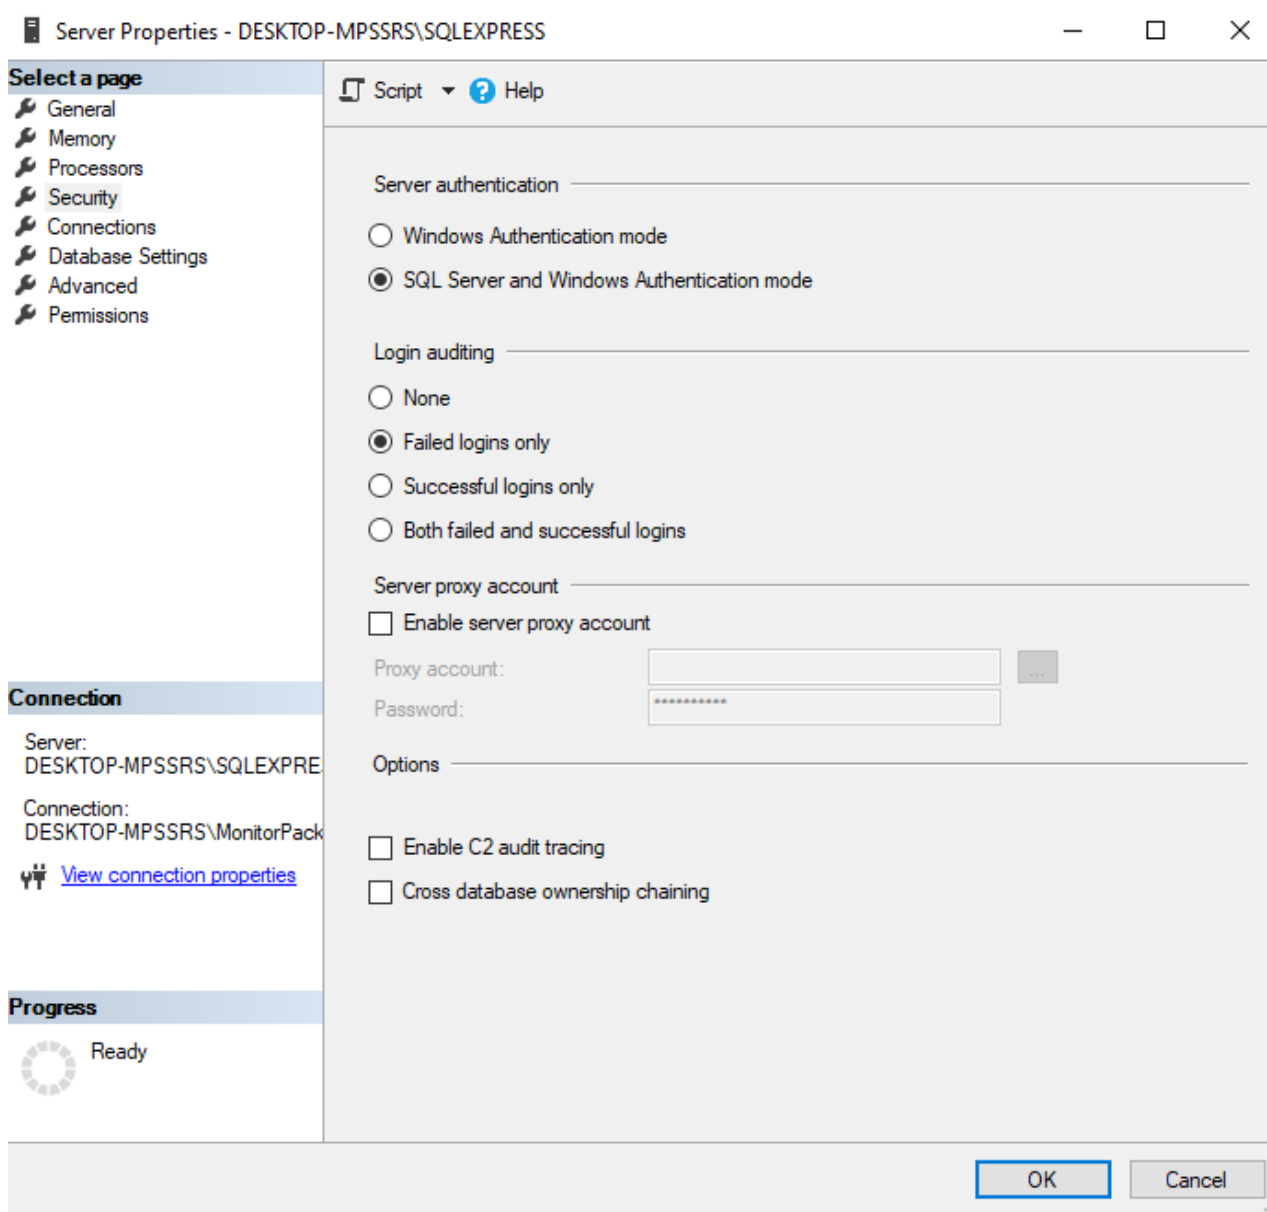 Server Properties - DESKTOP-MPSSRS\SQLEXPRESS
Select a page
General
Memory
Processors
Security
Connections
Database Settings
Advanced
Permissions
Script
Help
Server authentication
Windows Authentication mode
SQL Server and Windows Authentication mode
Login auditing
None
Failed logins only
Successful logins only
Both failed and successful logins
Server proxy account
Enable server proxy account
Proxy account:
...
Password:
**********
Options
Enable C2 audit tracing
Cross database ownership chaining
Connection
Server:
DESKTOP-MPSSRS\SQLEXPRE
Connection:
DESKTOP-MPSSRS\MonitorPack
View connection properties
Progress
Ready
OK
Cancel